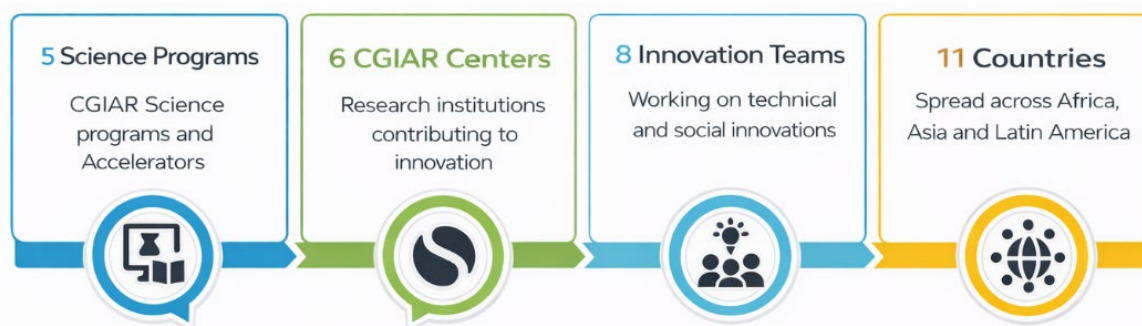 5 Science Programs
CGIAR Science
programs and
Accelerators
6 CGIAR Centers
Research institutions
contributing to
innovation
8 Innovation Teams
Working on technical
and social innovations
11 Countries
Spread across Africa,
Asia and Latin America